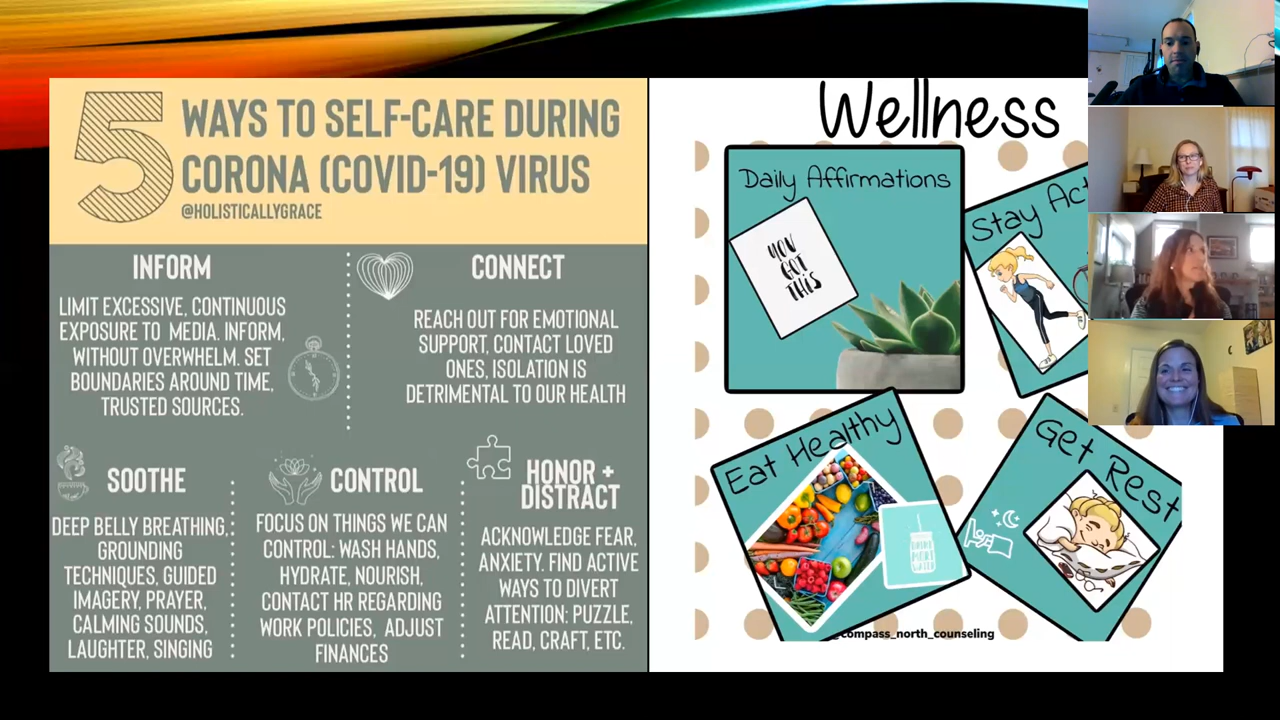 5
WAYS TO SELF-CARE DURING
CORONA (COVID-19) VIRUS
@HOLISTICALLYGRACE
INFORM
LIMIT EXCESSIVE, CONTINUOUS
EXPOSURE TO MEDIA. INFORM,
WITHOUT OVERWHELM. SET
BOUNDARIES AROUND TIME,
TRUSTED SOURCES.
CONNECT
REACH OUT FOR EMOTIONAL
SUPPORT, CONTACT LOVED
ONES, ISOLATION IS
DETRIMENTAL TO OUR HEALTH
SOOTHE
DEEP BELLY BREATHING,
GROUNDING
TECHNIQUES, GUIDED
IMAGERY, PRAYER,
CALMING SOUNDS,
LAUGHTER, SINGING
CONTROL
FOCUS ON THINGS WE CAN
CONTROL: WASH HANDS,
HYDRATE, NOURISH,
CONTACT HR REGARDING
WORK POLICIES, ADJUST
FINANCES
HONOR +
DISTRACT
ACKNOWLEDGE FEAR,
ANXIETY. FIND ACTIVE
WAYS TO DIVERT
ATTENTION: PUZZLE,
READ, CRAFT, ETC.
Wellness
Daily Affirmations
YOU
GOT
THIS
Stay Act
Eat Healthy
DRINK
MORE
WATER
Get Rest
_compass_north_counseling